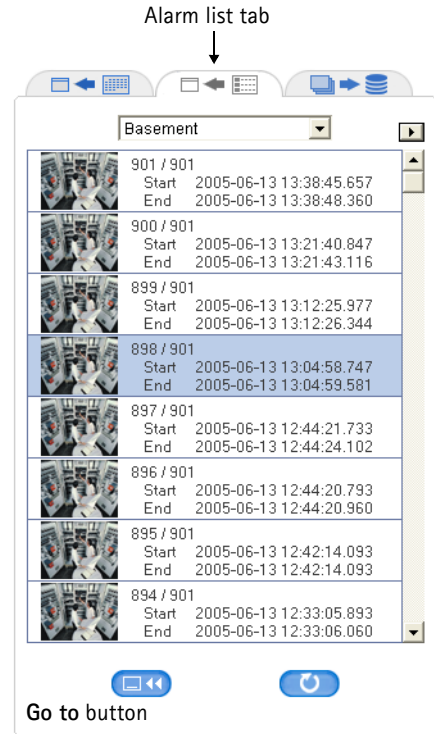 Alarm list tab
Basement
901 / 901
Start 2005-06-13 13:38:45.657
End 2005-06-13 13:38:48.360
900 / 901
Start 2005-06-13 13:21:40.847
End 2005-06-13 13:21:43.116
899 / 901
Start 2005-06-13 13:12:25.977
End 2005-06-13 13:12:26.344
898 / 901
Start 2005-06-13 13:04:58.747
End 2005-06-13 13:04:59.581
897 / 901
Start 2005-06-13 12:44:21.733
End 2005-06-13 12:44:24.102
896 / 901
Start 2005-06-13 12:44:20.793
End 2005-06-13 12:44:20.960
895 / 901
Start 2005-06-13 12:42:14.093
End 2005-06-13 12:42:14.093
894 / 901
Start 2005-06-13 12:33:05.893
End 2005-06-13 12:33:06.060
Go to button